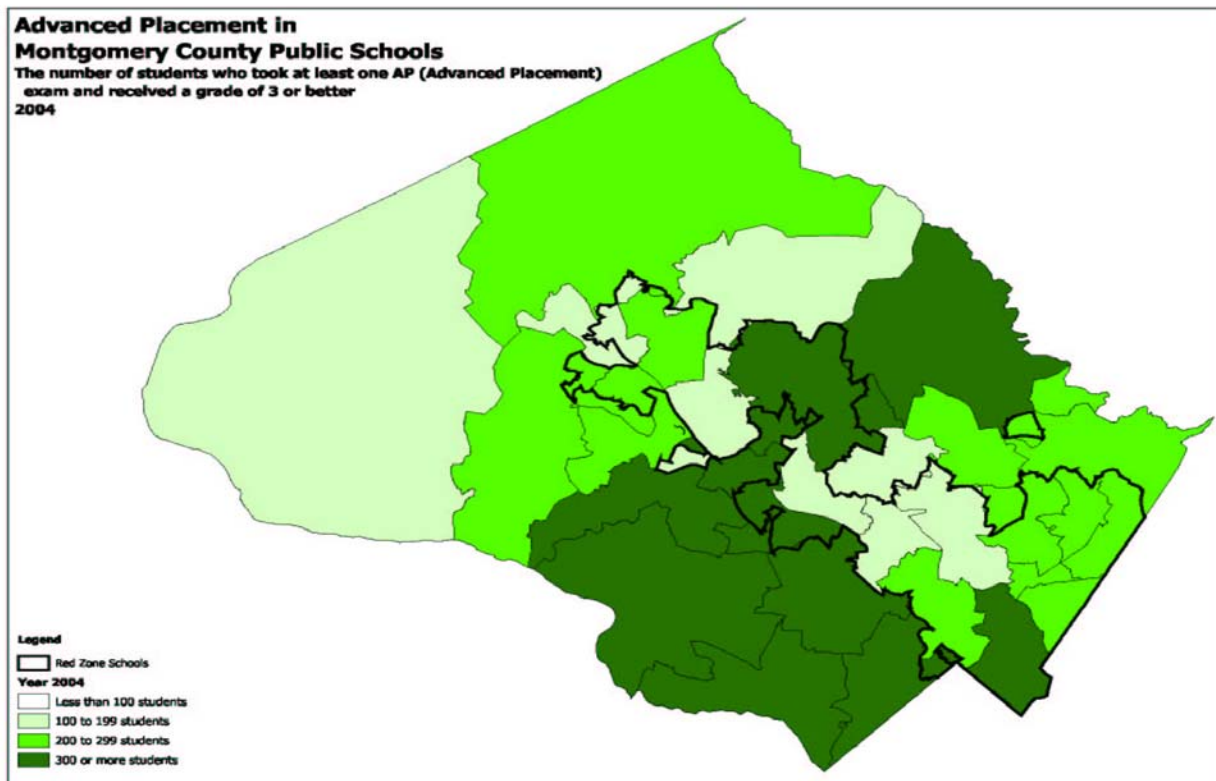 Advanced Placement in
Montgomery County Public Schools
The number of students who took at least one AP (Advanced Placement)
exam and received a grade of 3 or better
2004
Legend
Red Zone Schools
Year 2004
Less than 100 students
100 to 199 students
200 to 299 students
300 or more students